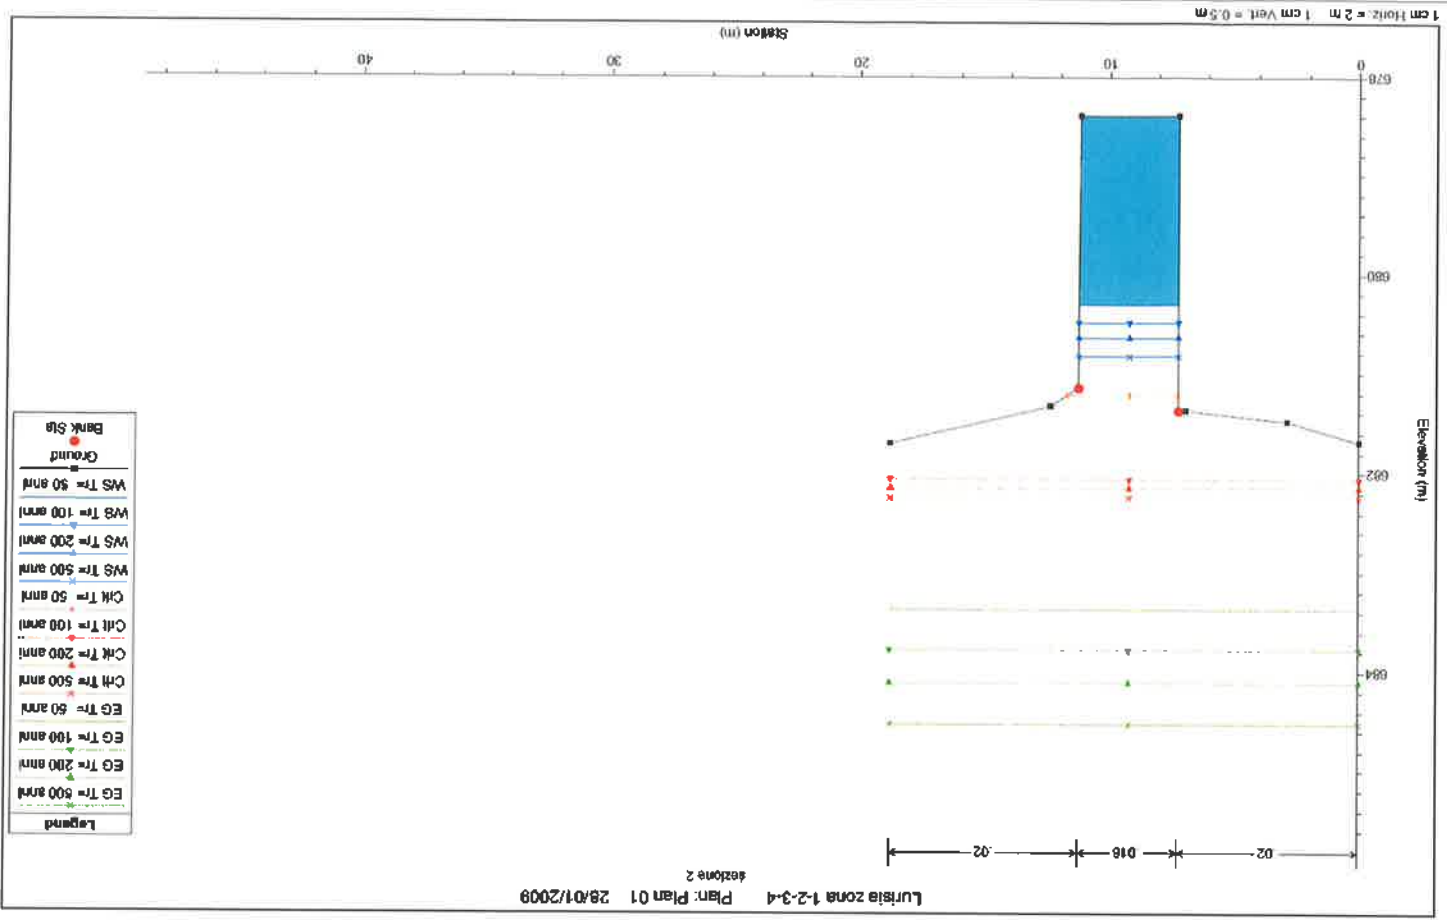 Lurisia zona 1-2-3-4 Plan: Plan 01 28/01/2009
sezione 2
.02
.016
.02
Legend
EG Tr= 500 anni
EG Tr= 200 anni
EG Tr= 100 anni
EG Tr= 50 anni
Crit Tr= 500 anni
Crit Tr= 200 anni
Crit Tr= 100 anni
Crit Tr= 50 anni
WS Tr= 500 anni
WS Tr= 200 anni
WS Tr= 100 anni
WS Tr= 50 anni
Ground
Bank Sta
Elevation (m)
684
682
680
678
0
10
20
30
40
Station (m)
1 cm Horiz. = 2 m 1 cm Vert. = 0.5 m